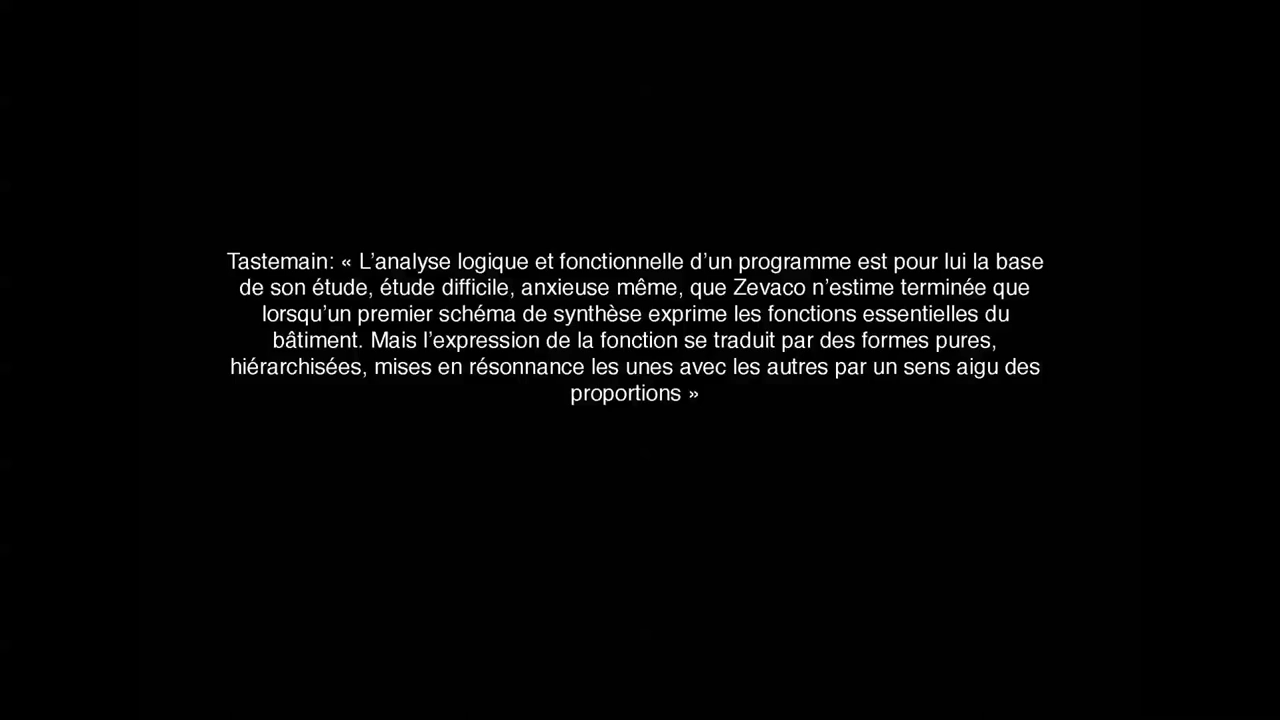 Tastemain: « L’analyse logique et fonctionnelle d’un programme est pour lui la base
de son étude, étude difficile, anxieuse même, que Zevaco n’estime terminée que
lorsqu’un premier schéma de synthèse exprime les fonctions essentielles du
bâtiment. Mais l’expression de la fonction se traduit par des formes pures,
hiérarchisées, mises en résonnance les unes avec les autres par un sens aigu des
proportions »